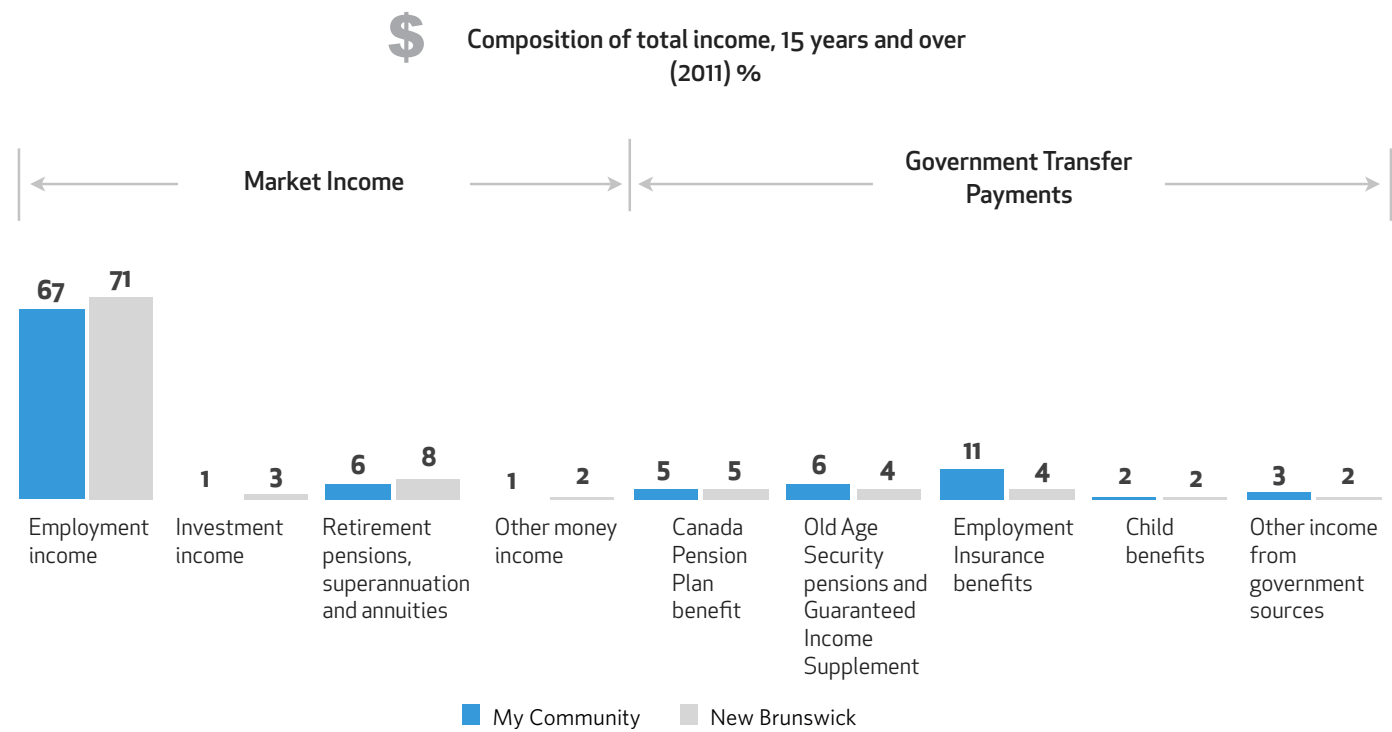 $
Composition of total income, 15 years and over
(2011) %
Market Income
Government Transfer
Payments
67
71
1
3
6
8
1
2
5
5
6
4
11
4
2
2
3
2
Employment
income
Investment
income
Retirement
pensions,
superannuation
and annuities
Other money
income
Canada
Pension
Plan
benefit
Old Age
Security
pensions and
Guaranteed
Income
Supplement
Employment
Insurance
benefits
Child
benefits
Other income
from
government
sources
My Community
New Brunswick